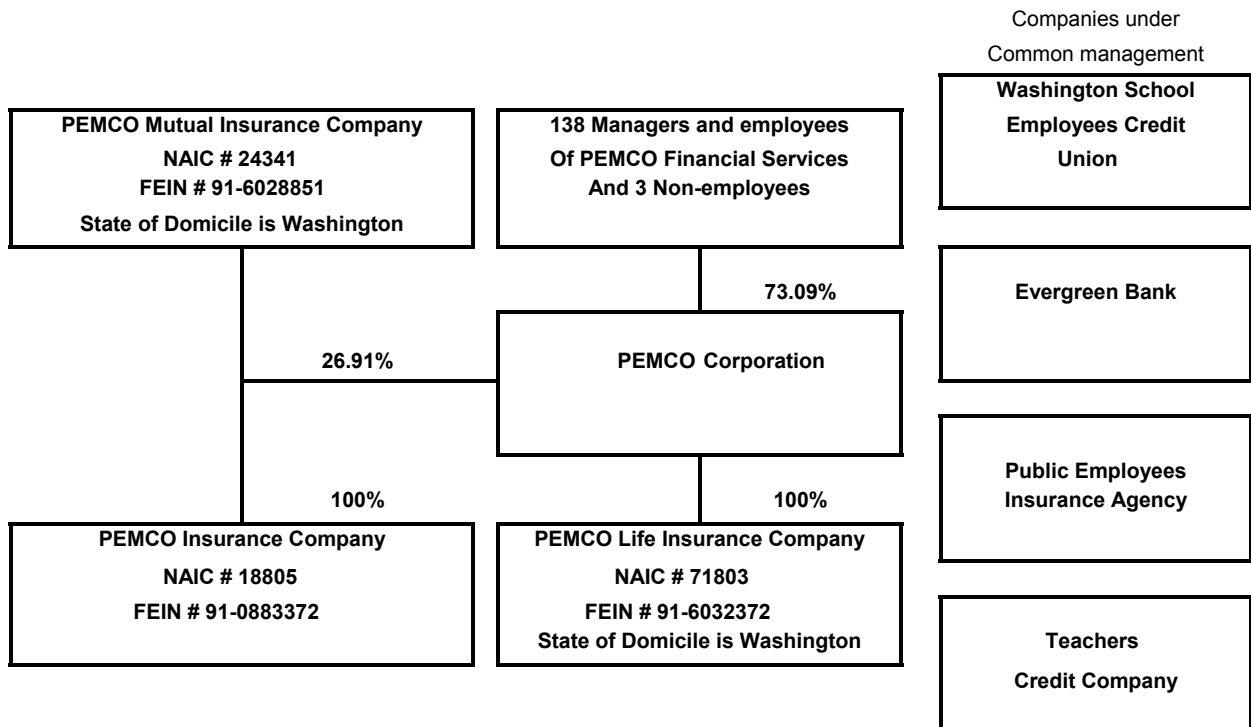 Companies under
Common management
PEMCO Mutual Insurance Company
NAIC # 24341
FEIN # 91-6028851
State of Domicile is Washington
138 Managers and employees
Of PEMCO Financial Services
And 3 Non-employees
Washington School
Employees Credit
Union
73.09%
Evergreen Bank
26.91%
PEMCO Corporation
100%
100%
Public Employees
Insurance Agency
PEMCO Insurance Company
NAIC # 18805
FEIN # 91-0883372
PEMCO Life Insurance Company
NAIC # 71803
FEIN # 91-6032372
State of Domicile is Washington
Teachers
Credit Company